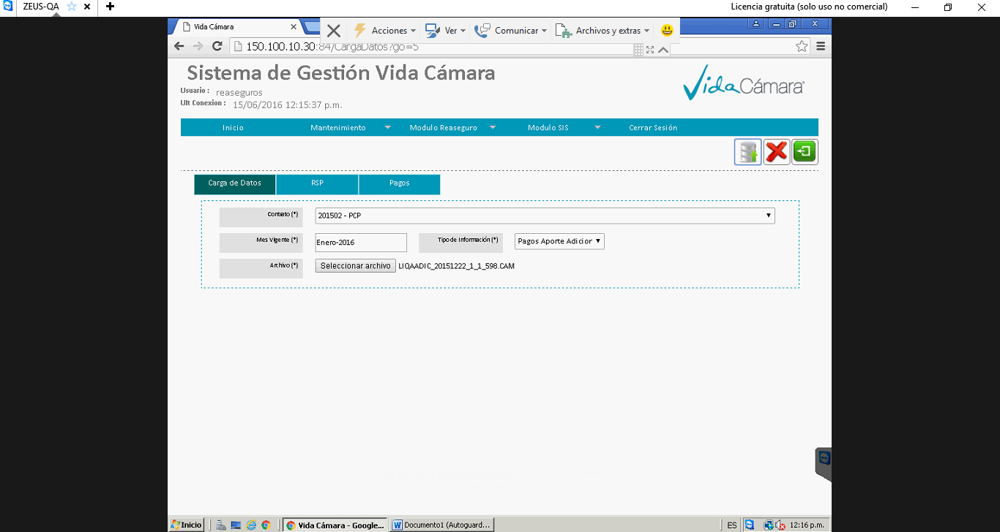 ZEUS-QA
Licencia gratuita (solo uso no comercial)
Vida Cámara
Acciones
Ver
Comunicar
Archivos y extras
150.100.10.30:84/CargaDatos?go=5
Sistema de Gestión Vida Cámara
Usuario : reaseguros
Ult Conexion : 15/06/2016 12:15:37 p.m.
VidaCámara®
Inicio
Mantenimiento
Modulo Reaseguro
Modulo SIS
Cerrar Sesión
Carga de Datos
RSP
Pagos
Contrato (*)
201502 - PCP
Mes Vigente (*)
Enero-2016
Tipo de Información (*)
Pagos Aporte Adicior
Archivo (*)
Seleccionar archivo
LIQAADIC_20151222_1_1_598.CAM
Inicio
Vida Cámara - Google...
Documento1 (Autoguard...
ES
12:16 p.m.